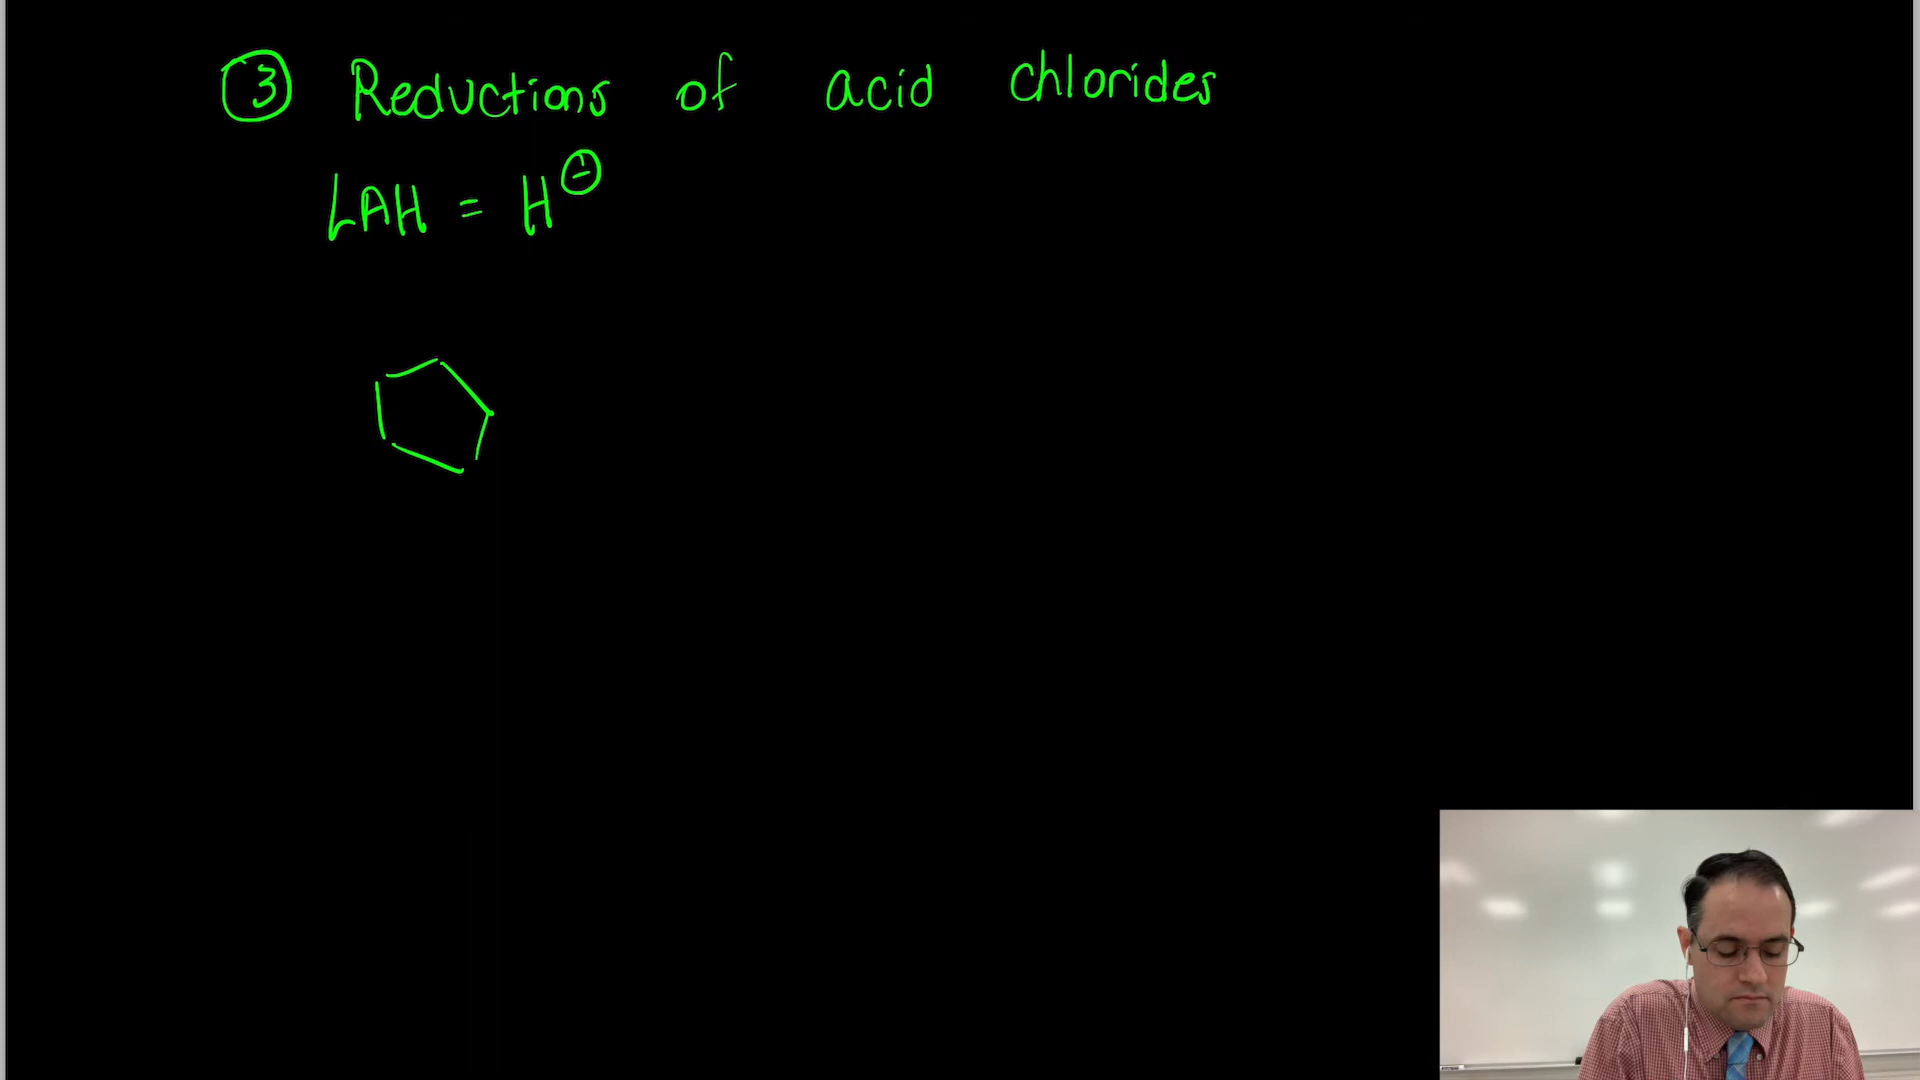 ③ Reductions of acid chlorides
LAH = H⊖